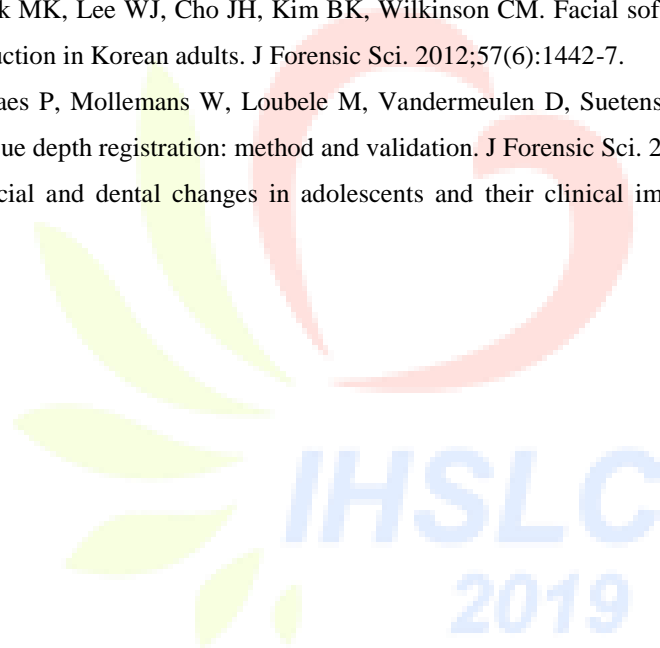 k MK, Lee WJ, Cho JH, Kim BK, Wilkinson CM. Facial sof
uction in Korean adults. J Forensic Sci. 2012;57(6):1442-7.
aes P, Mollemans W, Loubele M, Vandermeulen D, Suetens
ue depth registration: method and validation. J Forensic Sci. 2
cial and dental changes in adolescents and their clinical im
IHSLC
2019